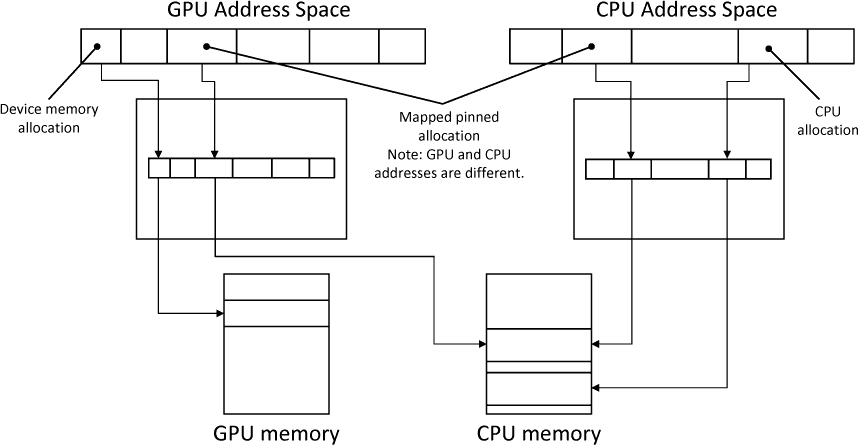 GPU Address Space
CPU Address Space
Device memory
allocation
Mapped pinned
allocation
Note: GPU and CPU
addresses are different.
CPU
allocation
GPU memory
CPU memory